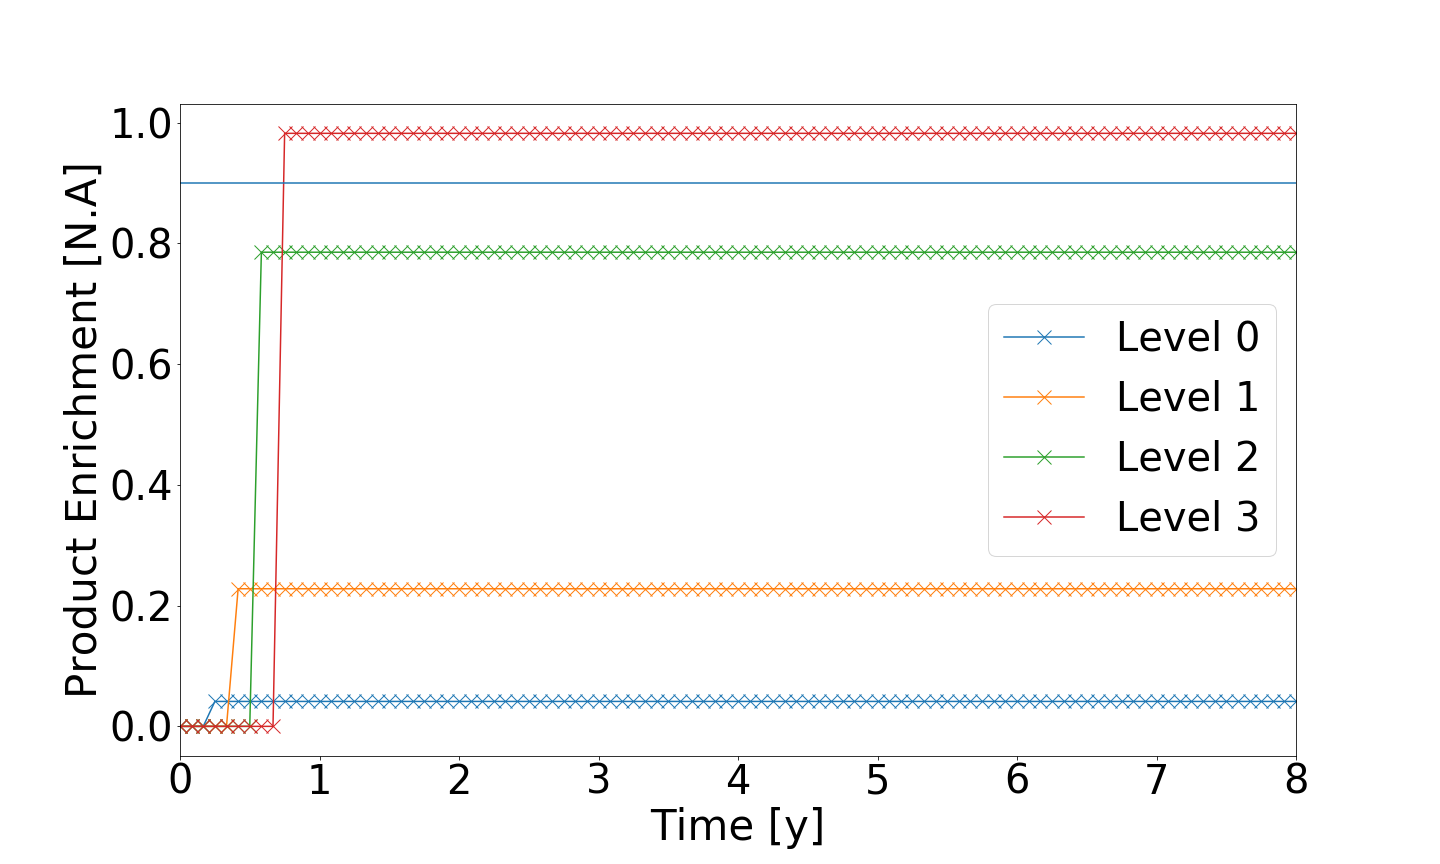 Product Enrichment [N.A]
1.0
0.8
0.6
0.4
0.2
0.0
Level 0
Level 1
Level 2
Level 3
0 1 2 3 4 5 6 7 8
Time [y]